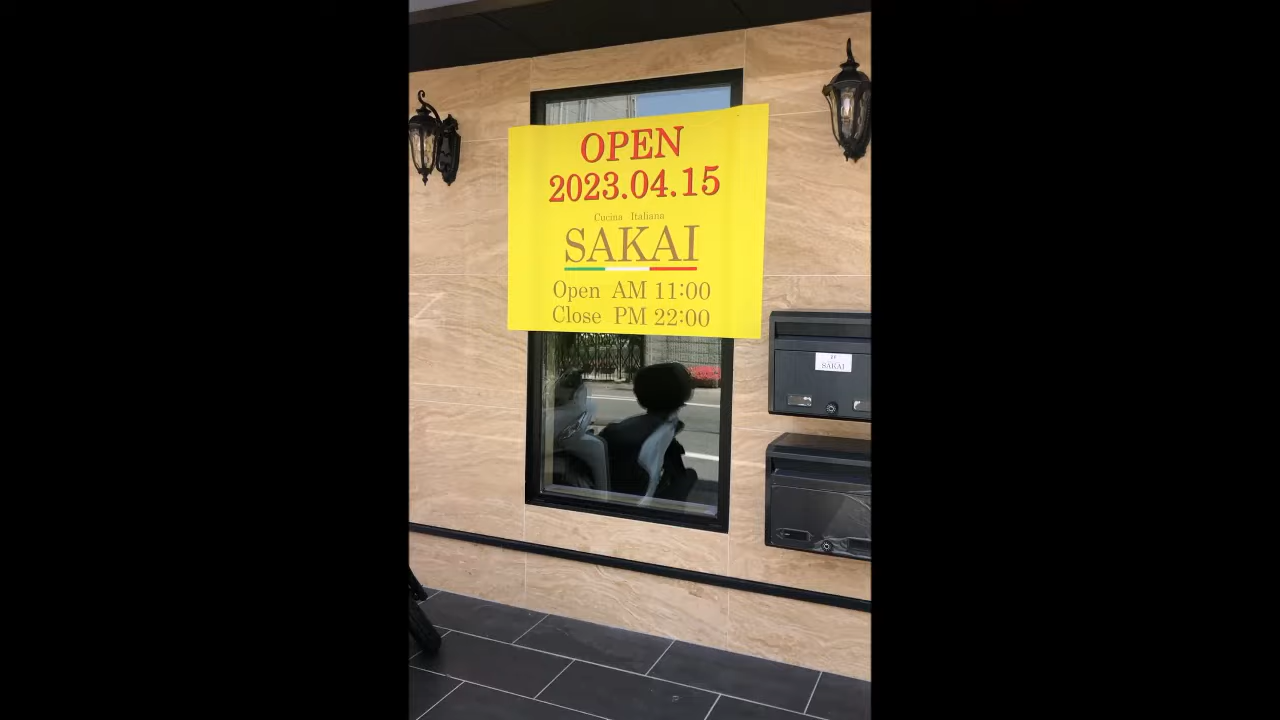 OPEN
2023.04.15
Cucina Italiana
SAKAI
Open AM 11:00
Close PM 22:00
SAKAI